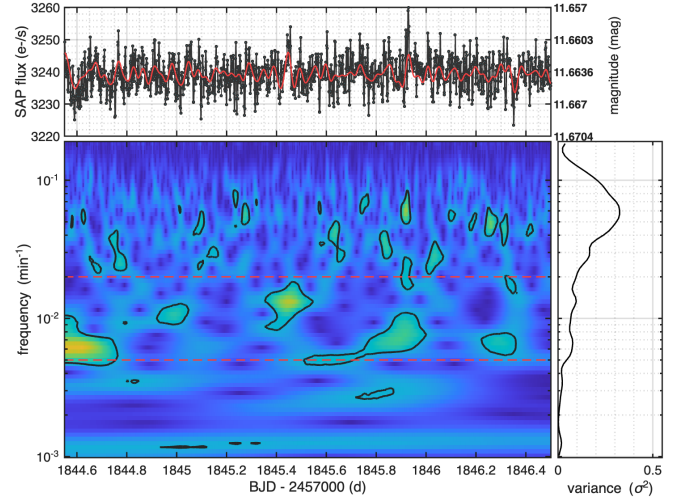 3260
3250
3240
3230
3220
SAP flux (e-/s)
11.657
11.6603
11.6636
11.667
11.6704
magnitude (mag)
10⁻¹
10⁻²
10⁻³
frequency (min⁻¹)
1844.6 1844.8 1845 1845.2 1845.4 1845.6 1845.8 1846 1846.2 1846.4
BJD - 2457000 (d)
0 0.5
variance (σ²)